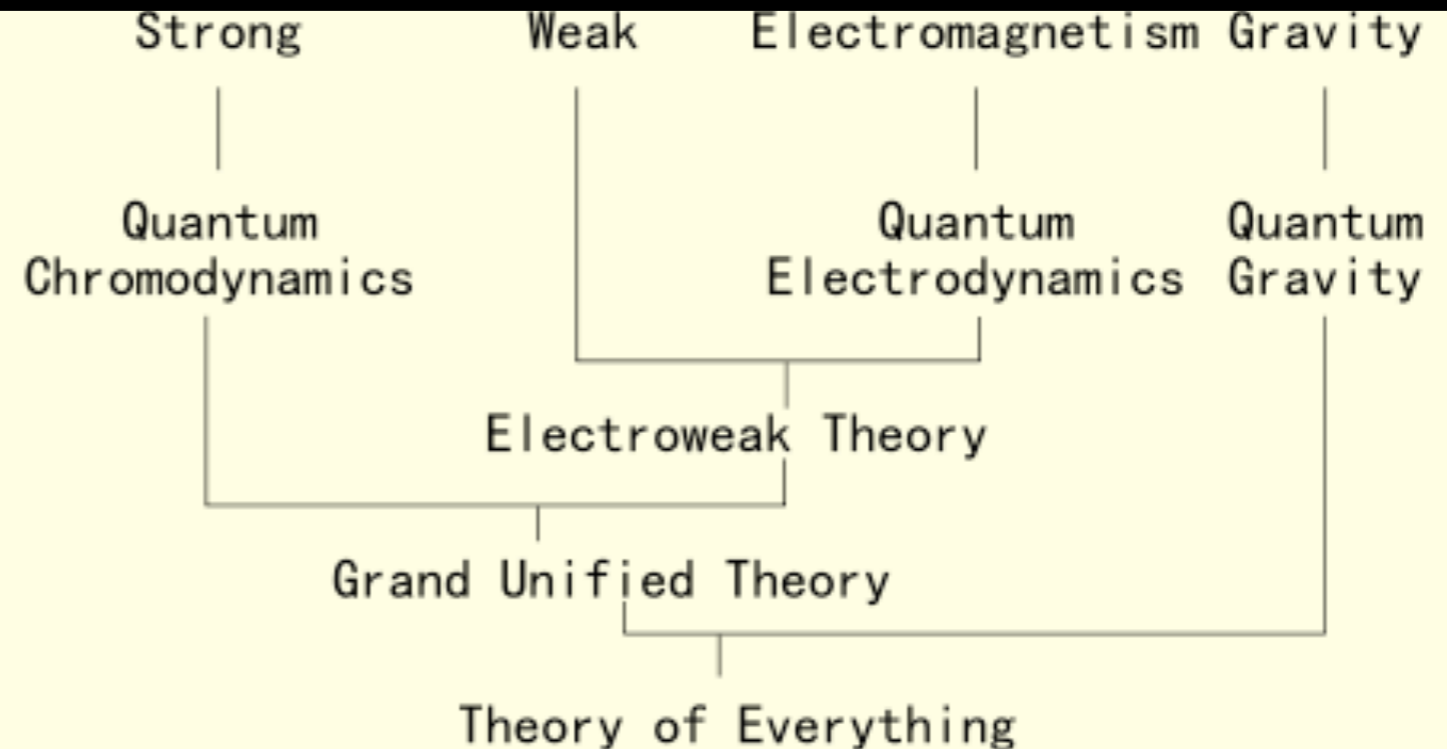 Strong Weak Electromagnetism Gravity
Quantum Quantum Quantum
Chromodynamics Electrodynamics Gravity
Electroweak Theory
Grand Unified Theory
Theory of Everything